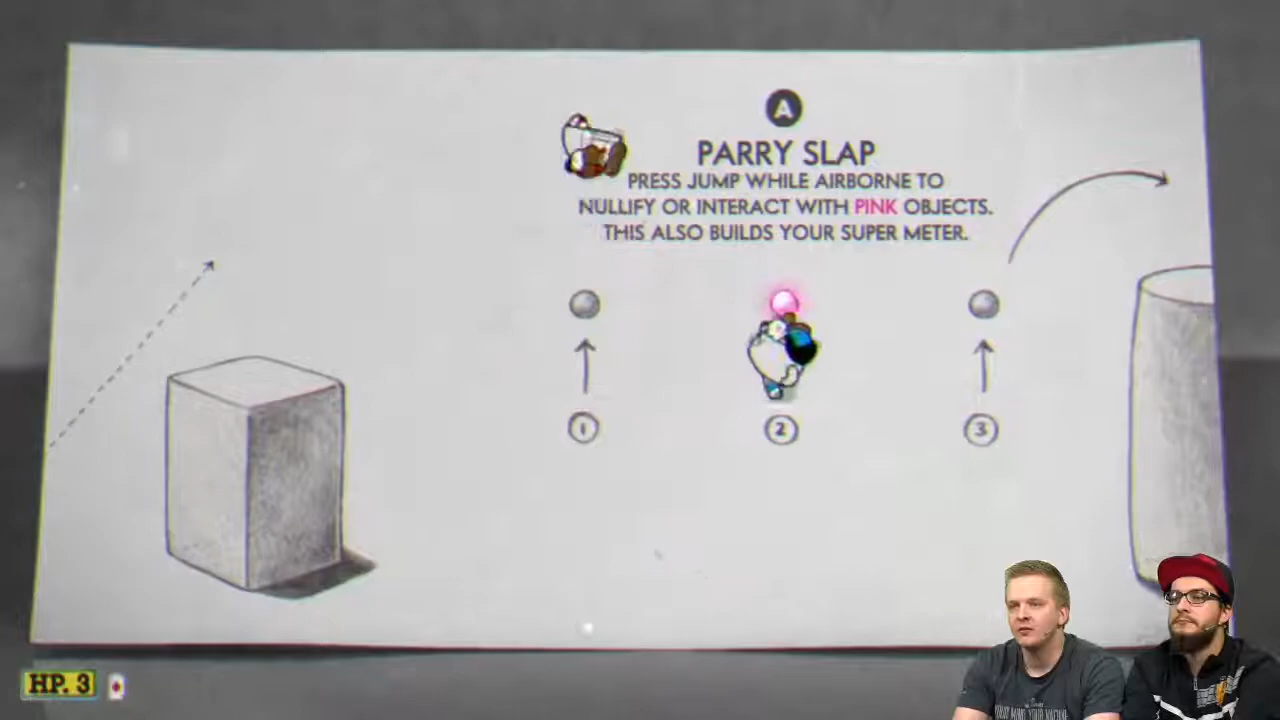 A
PARRY SLAP
PRESS JUMP WHILE AIRBORNE TO
NULLIFY OR INTERACT WITH PINK OBJECTS.
THIS ALSO BUILDS YOUR SUPER METER.
1 2 3
HP. 3